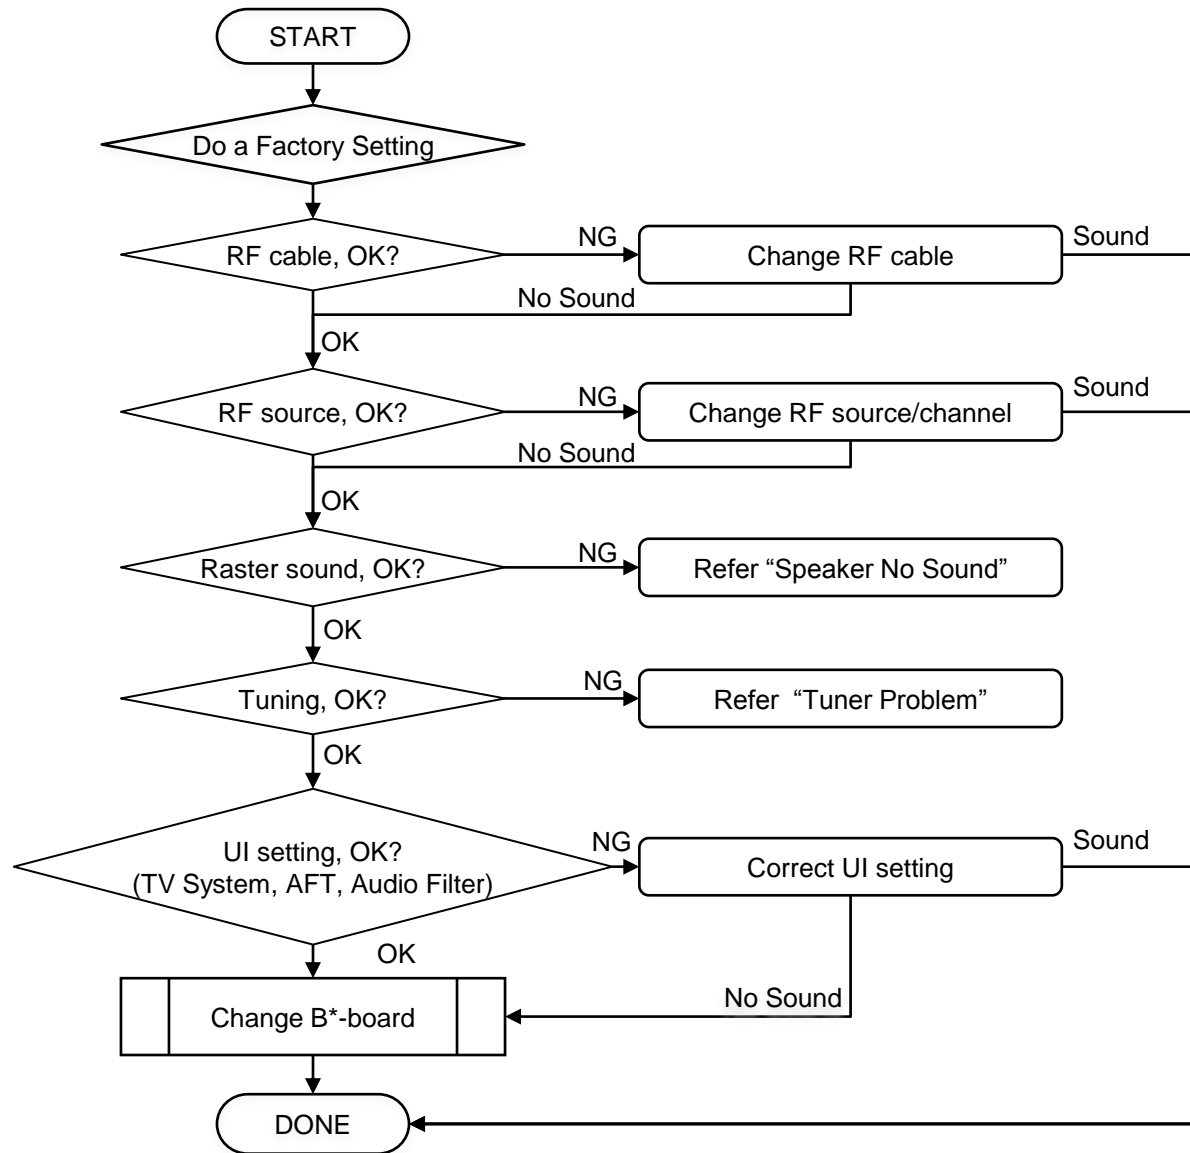 START
Do a Factory Setting
RF cable, OK?
NG
Change RF cable
Sound
No Sound
OK
RF source, OK?
NG
Change RF source/channel
Sound
No Sound
OK
Raster sound, OK?
NG
Refer “Speaker No Sound”
OK
Tuning, OK?
NG
Refer “Tuner Problem”
OK
UI setting, OK?
(TV System, AFT, Audio Filter)
NG
Correct UI setting
Sound
OK
No Sound
Change B*-board
DONE